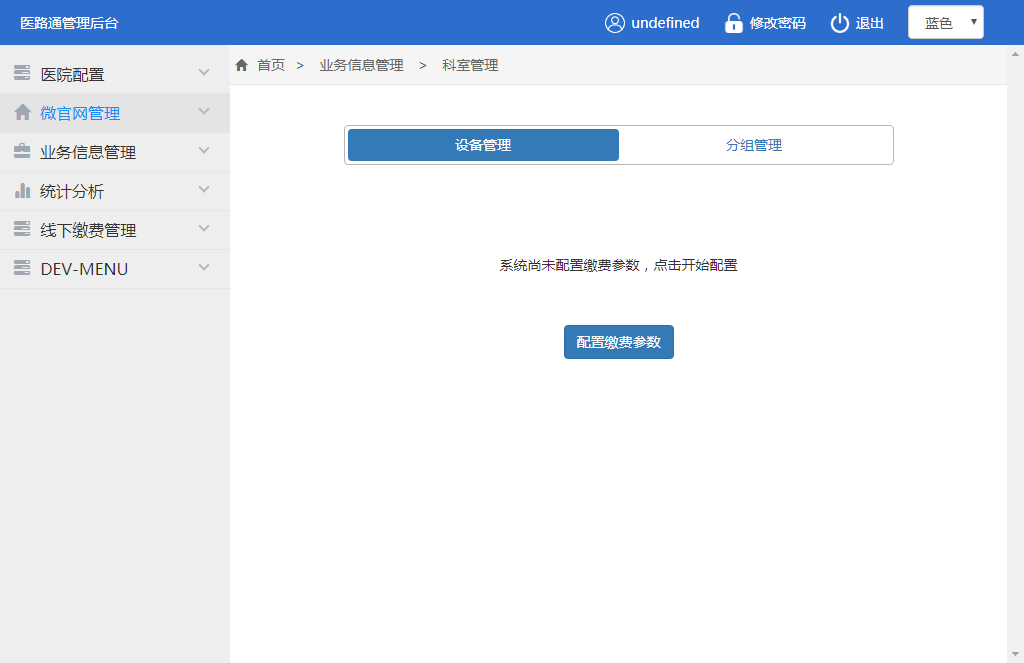 医路通管理后台
undefined
修改密码
退出
蓝色
医院配置
微官网管理
业务信息管理
统计分析
线下缴费管理
DEV-MENU
首页 > 业务信息管理 > 科室管理
设备管理
分组管理
系统尚未配置缴费参数，点击开始配置
配置缴费参数